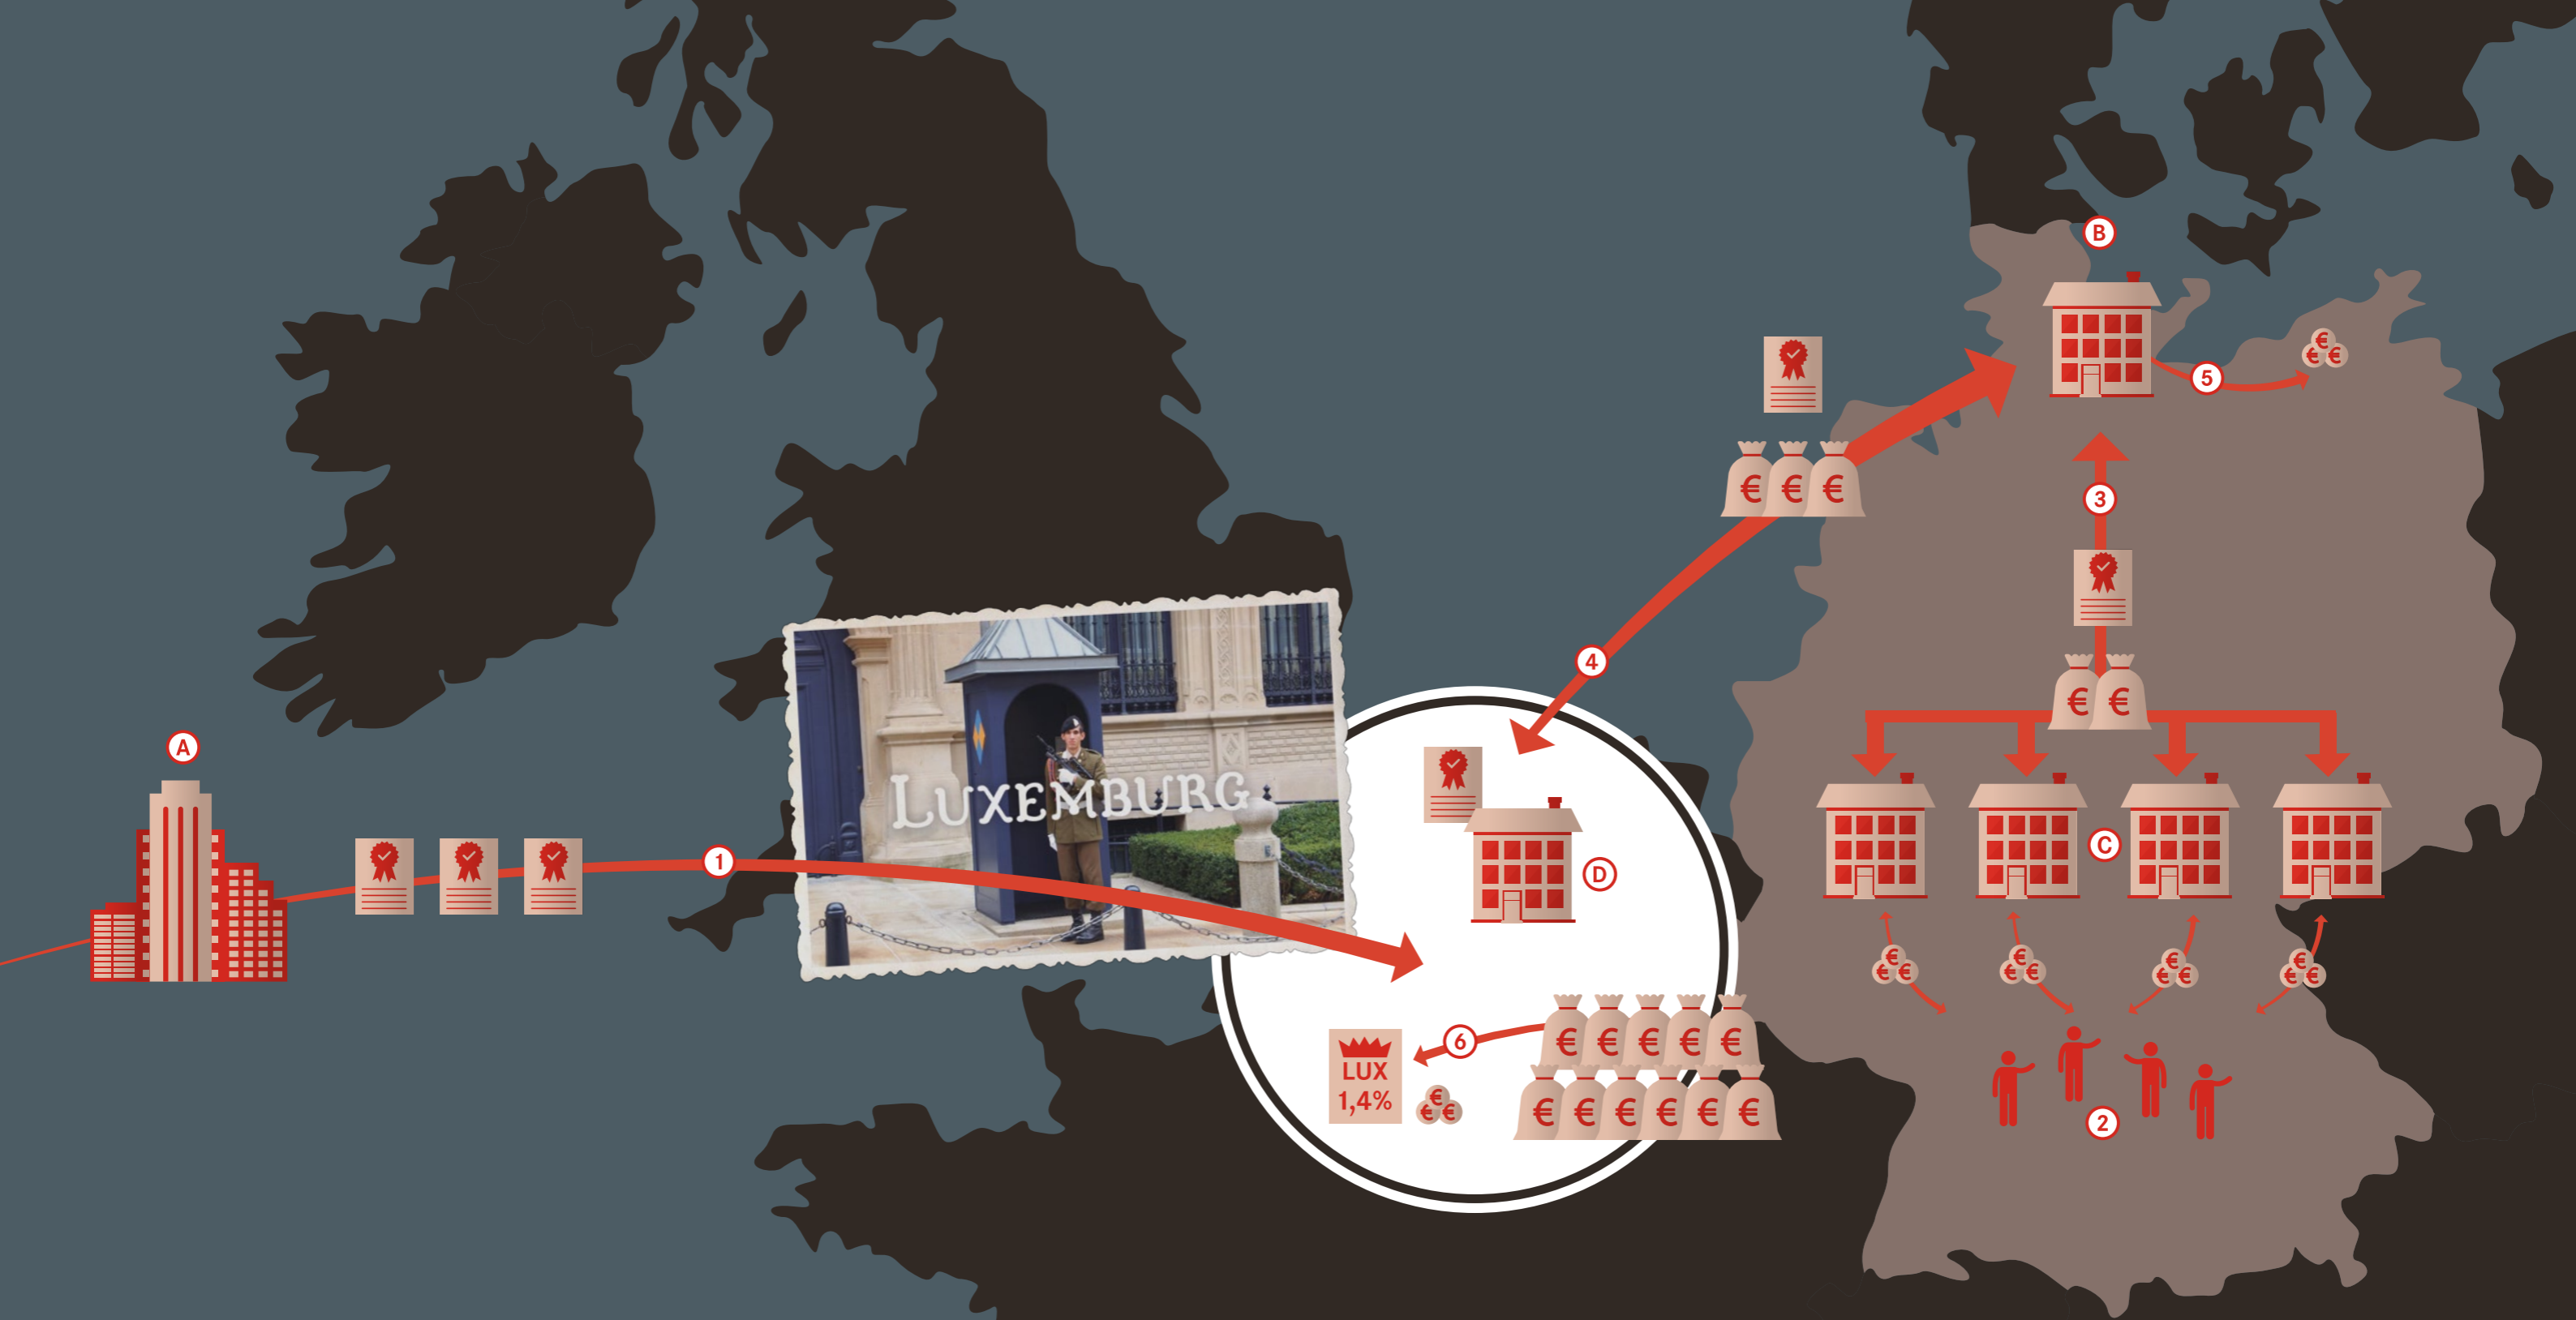 B
5
€
€ €
€ € €
3
4
€ €
A
LUXEMBURG
1
D
C
€
€ €
€
€ €
€
€ €
€
€ €
6
€ € € € €
LUX
1,4%
€
€ €
€ € € € € €
2